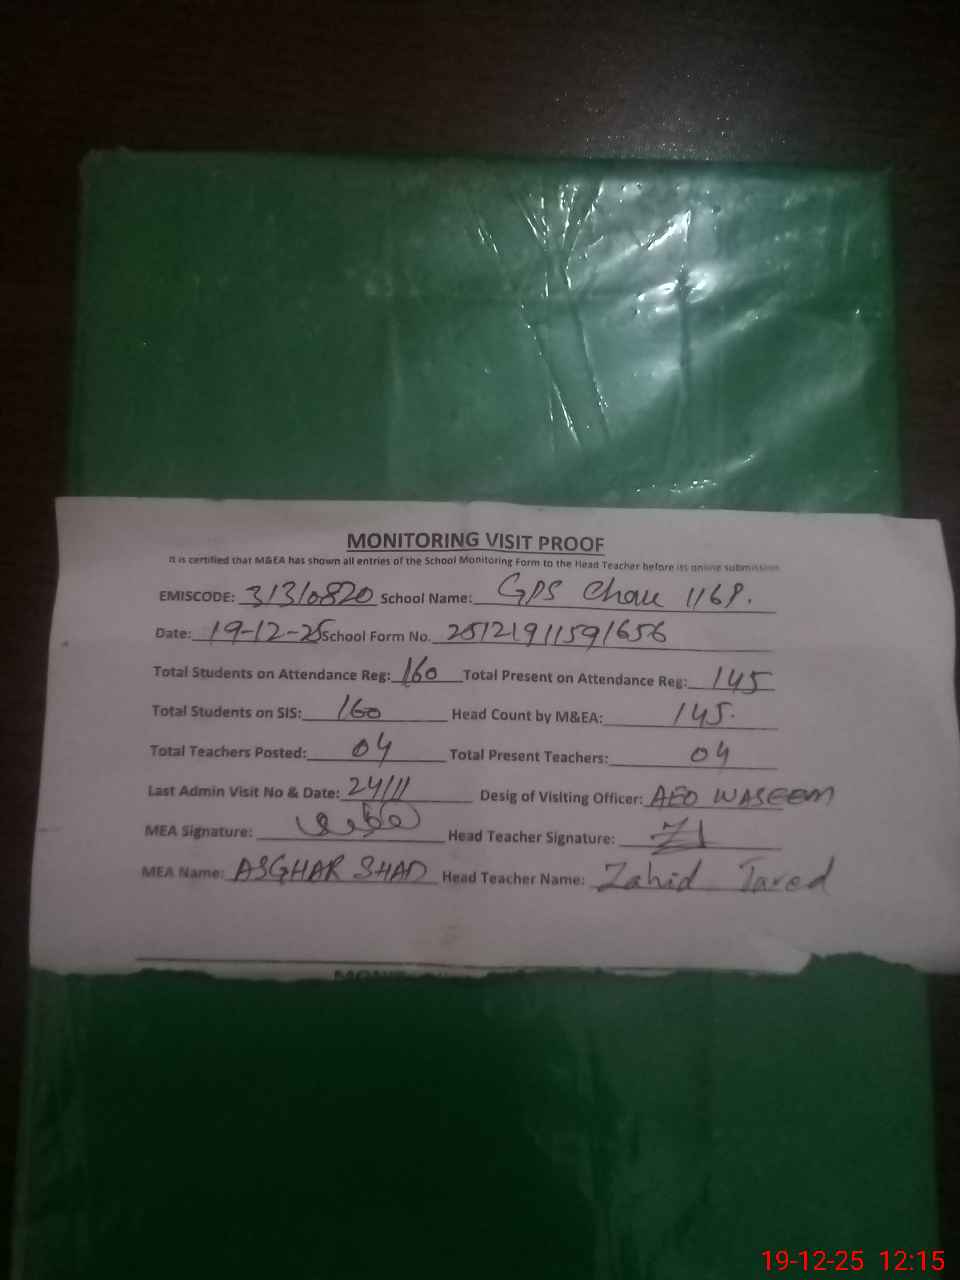 MONITORING VISIT PROOF
It is certified that M&EA has shown all entries of the School Monitoring Form to the Head Teacher before its online submission
EMISCODE: 31310820 School Name: GPS Chak 116P.
Date: 19-12-25 School Form No. 25121911591656
Total Students on Attendance Reg: 160 Total Present on Attendance Reg: 145
Total Students on SIS: 160 Head Count by M&EA: 145.
Total Teachers Posted: 04 Total Present Teachers: 04
Last Admin Visit No & Date: 24/11 Desig of Visiting Officer: AEO WASEEM
MEA Signature: Head Teacher Signature:
MEA Name: ASGHAR SHAD Head Teacher Name: Zahid Javed
19-12-25 12:15